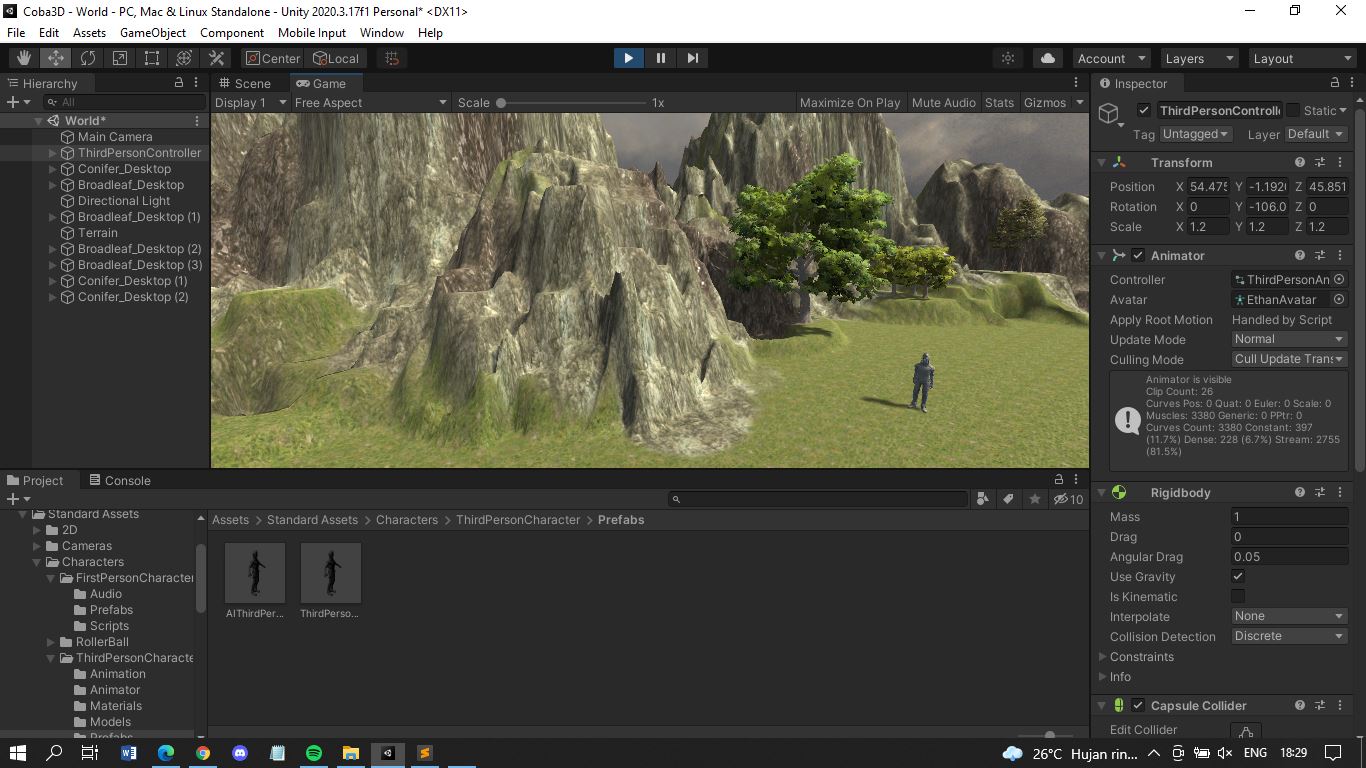 Coba3D - World - PC, Mac & Linux Standalone - Unity 2020.3.17f1 Personal* <DX11>
File Edit Assets GameObject Component Mobile Input Window Help
Center Local Account Layers Layout
Hierarchy
All
World*
Main Camera
ThirdPersonController
Conifer_Desktop
Broadleaf_Desktop
Directional Light
Broadleaf_Desktop (1)
Terrain
Broadleaf_Desktop (2)
Broadleaf_Desktop (3)
Conifer_Desktop (1)
Conifer_Desktop (2)
Scene Game
Display 1 Free Aspect Scale 1x Maximize On Play Mute Audio Stats Gizmos
Inspector
ThirdPersonControlle Static
Tag Untagged Layer Default
Transform
Position X 54.475 Y -1.192 Z 45.851
Rotation X 0 Y -106.0 Z 0
Scale X 1.2 Y 1.2 Z 1.2
Animator
Controller ThirdPersonAn
Avatar EthanAvatar
Apply Root Motion Handled by Script
Update Mode Normal
Culling Mode Cull Update Trans
Animator is visible
Clip Count: 26
Curves Pos: 0 Quat: 0 Euler: 0 Scale: 0
Muscles: 3380 Generic: 0 PPtr: 0
Curves Count: 3380 Constant: 397
(11.7%) Dense: 228 (6.7%) Stream: 2755
(81.5%)
Rigidbody
Mass 1
Drag 0
Angular Drag 0.05
Use Gravity
Is Kinematic
Interpolate None
Collision Detection Discrete
Constraints
Info
Capsule Collider
Edit Collider
Project Console
10
Standard Assets
2D
Cameras
Characters
FirstPersonCharacter
Audio
Prefabs
Scripts
RollerBall
ThirdPersonCharacte
Animation
Animator
Materials
Models
Prefabs
Assets > Standard Assets > Characters > ThirdPersonCharacter > Prefabs
AIThirdPer... ThirdPerso...
26°C Hujan rin... ENG 18:29